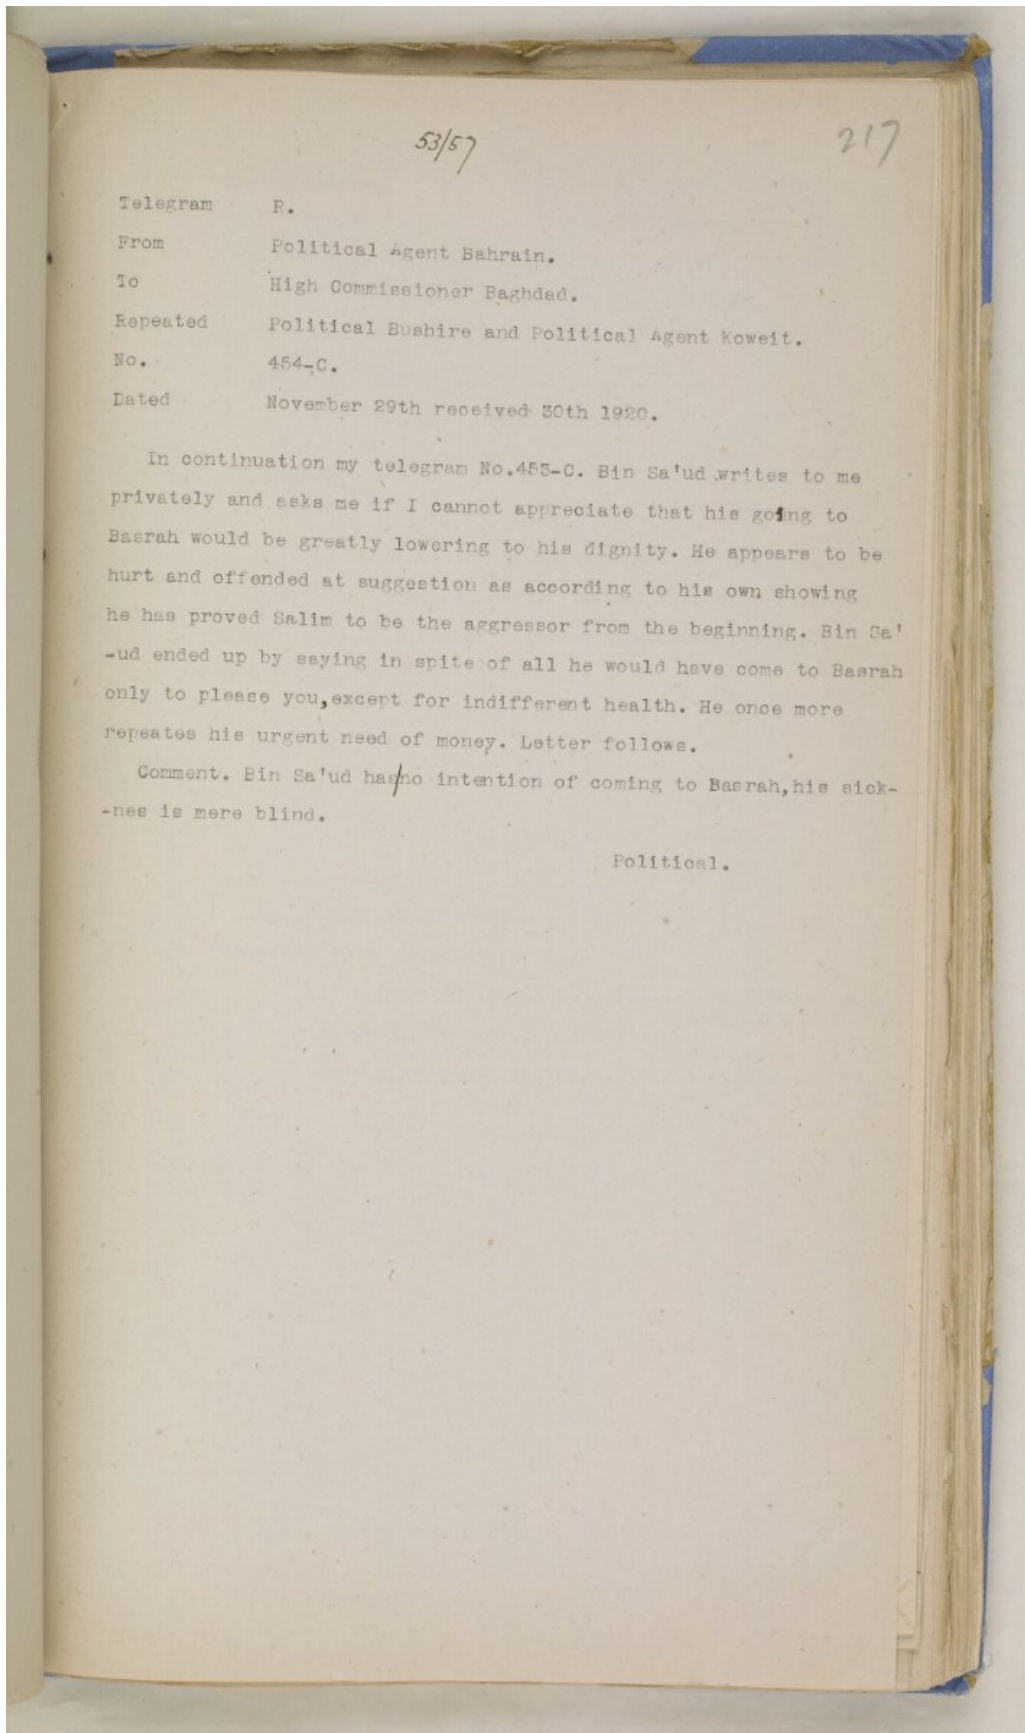 53/57
217
Telegram R.
From Political Agent Bahrain.
To High Commissioner Baghdad.
Repeated Political Bushire and Political Agent Koweit.
No. 454-C.
Dated November 29th received 30th 1920.
In continuation my telegram No.453-C. Bin Sa'ud writes to me
privately and asks me if I cannot appreciate that his going to
Basrah would be greatly lowering to his dignity. He appears to be
hurt and offended at suggestion as according to his own showing
he has proved Salim to be the aggressor from the beginning. Bin Sa'
-ud ended up by saying in spite of all he would have come to Basrah
only to please you,except for indifferent health. He once more
repeates his urgent need of money. Letter follows.
Comment. Bin Sa'ud has/no intention of coming to Basrah,his sick-
-nes is mere blind.
Political.